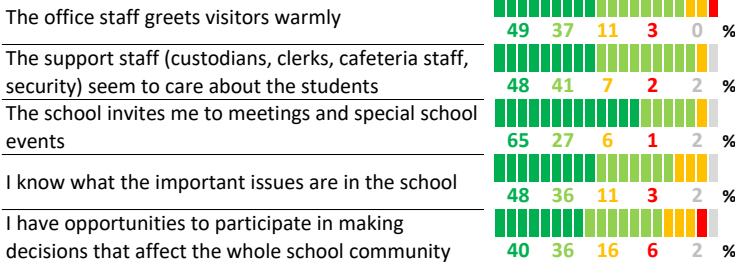 The office staff greets visitors warmly
49 37 11 3 0 %
The support staff (custodians, clerks, cafeteria staff,
security) seem to care about the students
48 41 7 2 2 %
The school invites me to meetings and special school
events
65 27 6 1 2 %
I know what the important issues are in the school
48 36 11 3 2 %
I have opportunities to participate in making
decisions that affect the whole school community
40 36 16 6 2 %